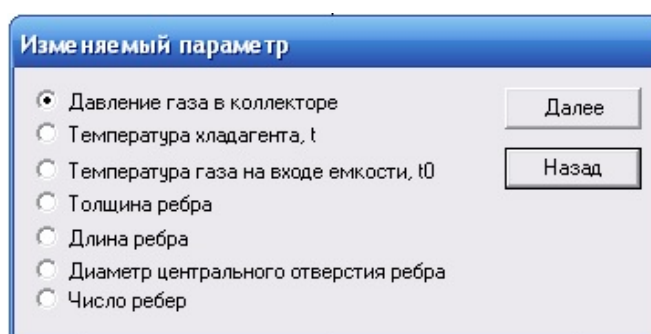 Изменяемый параметр
Давление газа в коллекторе
Далее
Температура хладагента, t
Температура газа на входе емкости, t0
Назад
Толщина ребра
Длина ребра
Диаметр центрального отверстия ребра
Число ребер